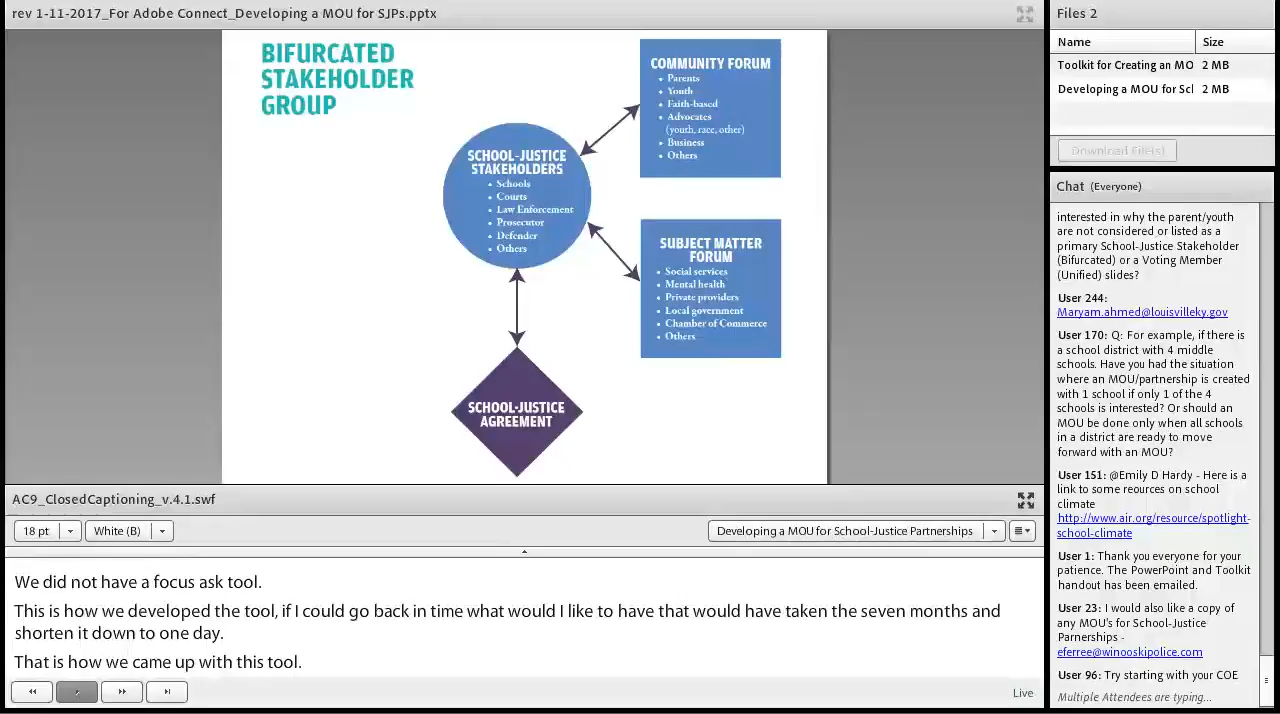 rev 1-11-2017_For Adobe Connect_Developing a MOU for SJPs.pptx
BIFURCATED
STAKEHOLDER
GROUP
SCHOOL-JUSTICE
STAKEHOLDERS
• Schools
• Courts
• Law Enforcement
• Prosecutor
• Defender
• Others
COMMUNITY FORUM
• Parents
• Youth
• Faith-based
• Advocates
(youth, race, other)
• Business
• Others
SUBJECT MATTER
FORUM
• Social services
• Mental health
• Private providers
• Local government
• Chamber of Commerce
• Others
SCHOOL-JUSTICE
AGREEMENT
AC9_ClosedCaptioning_v.4.1.swf
18 pt
White (B)
Developing a MOU for School-Justice Partnerships
We did not have a focus ask tool.
This is how we developed the tool, if I could go back in time what would I like to have that would have taken the seven months and
shorten it down to one day.
That is how we came up with this tool.
Live
Files 2
Name Size
Toolkit for Creating an MO 2 MB
Developing a MOU for Scl 2 MB
Download File(s)
Chat (Everyone)
interested in why the parent/youth
are not considered or listed as a
primary School-Justice Stakeholder
(Bifurcated) or a Voting Member
(Unified) slides?
User 244:
Maryam.ahmed@louisvilleky.gov
User 170: Q: For example, if there is
a school district with 4 middle
schools. Have you had the situation
where an MOU/partnership is created
with 1 school if only 1 of the 4
schools is interested? Or should an
MOU be done only when all schools
in a district are ready to move
forward with an MOU?
User 151: @Emily D Hardy - Here is a
link to some reources on school
climate
http://www.air.org/resource/spotlight-
school-climate
User 1: Thank you everyone for your
patience. The PowerPoint and Toolkit
handout has been emailed.
User 23: I would also like a copy of
any MOU's for School-Justice
Parnerships -
eferree@winooskipolice.com
User 96: Try starting with your COE
Multiple Attendees are typing...